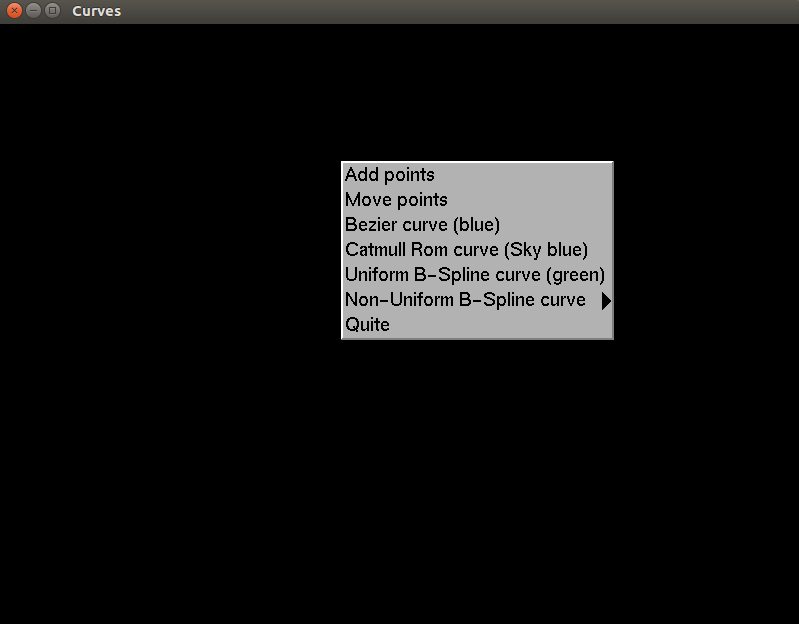 Curves
Add points
Move points
Bezier curve (blue)
Catmull Rom curve (Sky blue)
Uniform B-Spline curve (green)
Non-Uniform B-Spline curve
Quite